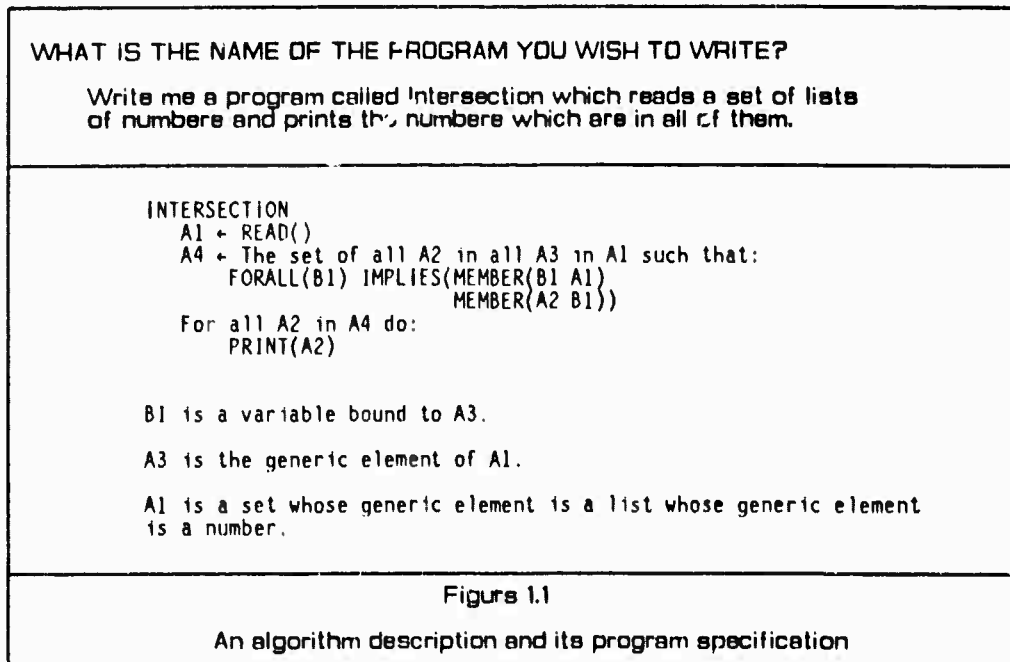 WHAT IS THE NAME OF THE PROGRAM YOU WISH TO WRITE?
Write me a program called Intersection which reads a set of lists
of numbers and prints the numbers which are in all of them.
INTERSECTION
A1 ← READ()
A4 ← The set of all A2 in all A3 in A1 such that:
FORALL(B1) IMPLIES(MEMBER(B1 A1)
MEMBER(A2 B1))
For all A2 in A4 do:
PRINT(A2)
B1 is a variable bound to A3.
A3 is the generic element of A1.
A1 is a set whose generic element is a list whose generic element
is a number.
Figure 1.1
An algorithm description and its program specification